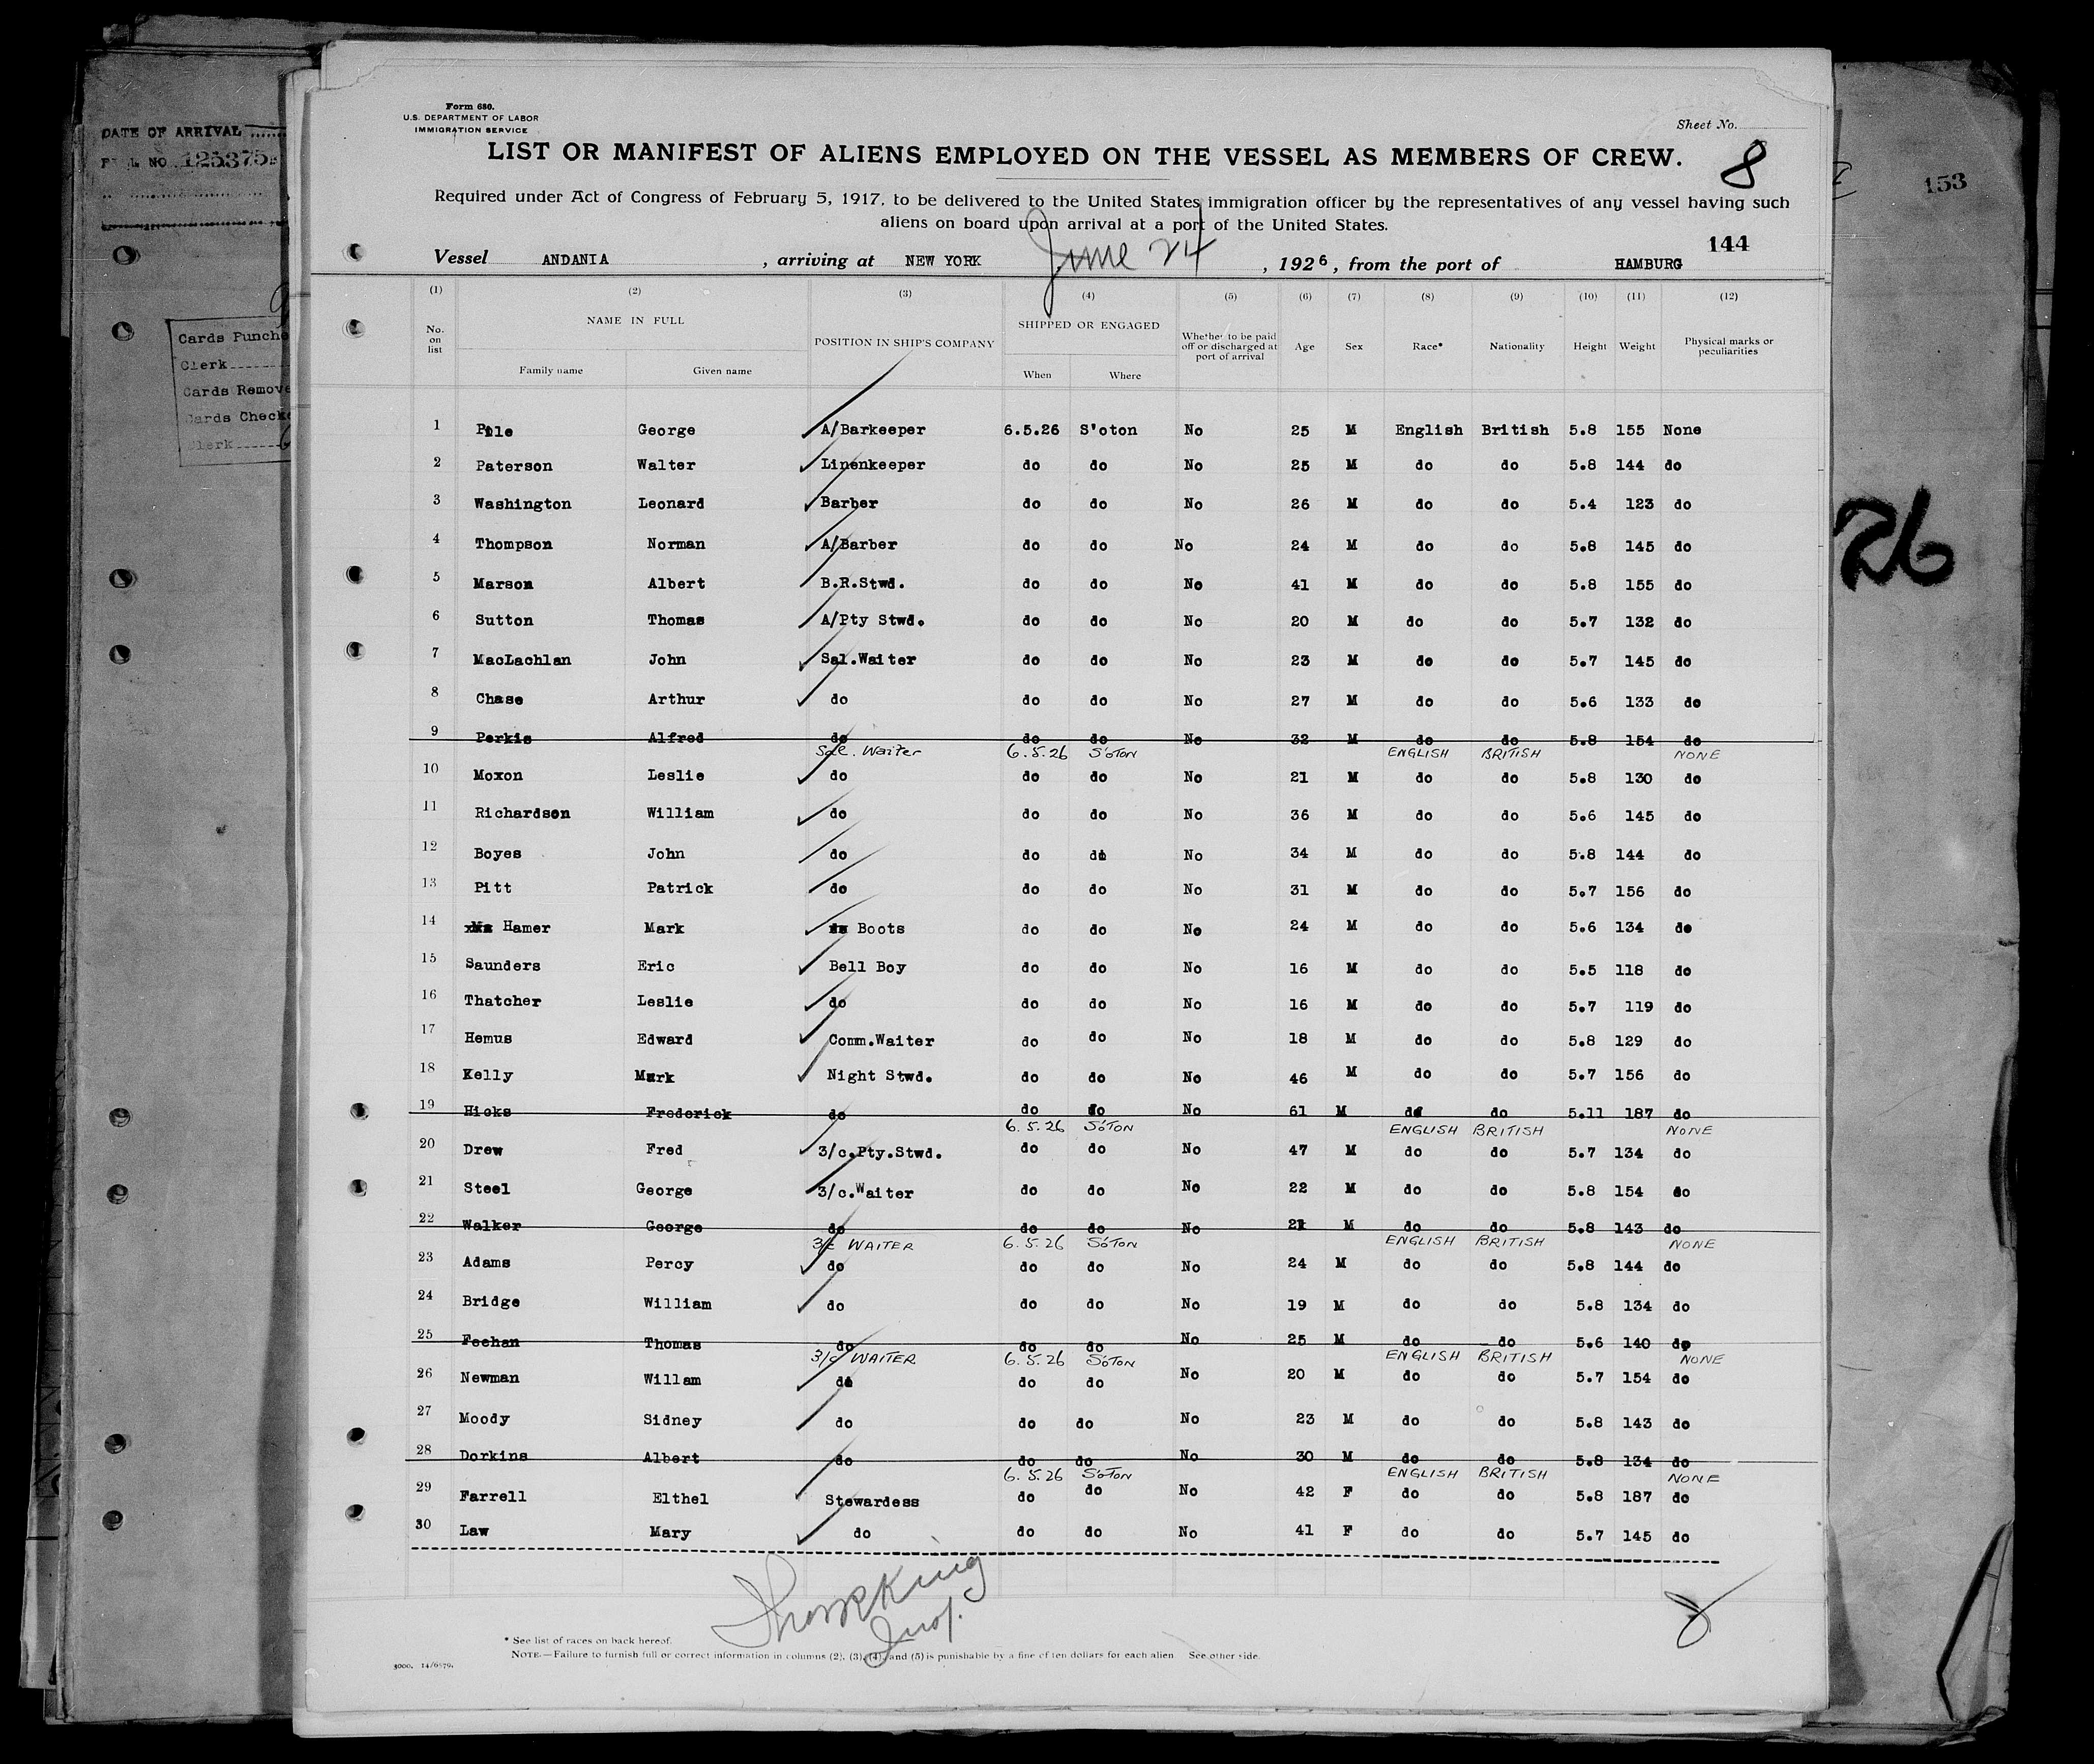 DATE OF ARRIVAL
125375
Cards Punche
Clerk
Cards Remove
Cards Check
Clerk
153
26
Form 680.
U.S. DEPARTMENT OF LABOR
IMMIGRATION SERVICE
Sheet No.
8
LIST OR MANIFEST OF ALIENS EMPLOYED ON THE VESSEL AS MEMBERS OF CREW.
Required under Act of Congress of February 5, 1917, to be delivered to the United States immigration officer by the representatives of any vessel having such
aliens on board upon arrival at a port of the United States.
144
Vessel ANDANIA, arriving at NEW YORK June 24, 1926, from the port of HAMBURG
(1) (2) (3) (4) (5) (6) (7) (8) (9) (10) (11) (12)
No. on list NAME IN FULL Family name Given name POSITION IN SHIP'S COMPANY SHIPPED OR ENGAGED When Where Whether to be paid off or discharged at port of arrival Age Sex Race* Nationality Height Weight Physical marks or peculiarities
1 Pile George A/Barkeeper 6.5.26 S'oton No 25 M English British 5.8 155 None
2 Paterson Walter Linenkeeper do do No 25 M do do 5.8 144 do
3 Washington Leonard Barber do do No 26 M do do 5.4 123 do
4 Thompson Norman A/Barber do do No 24 M do do 5.8 145 do
5 Marson Albert B.R.Stwd. do do No 41 M do do 5.8 155 do
6 Sutton Thomas A/Pty Stwd. do do No 20 M do do 5.7 132 do
7 MacLachlan John Sal.Waiter do do No 23 M do do 5.7 145 do
8 Chase Arthur do do do No 27 M do do 5.6 133 do
9 Perkis Alfred do do do No 32 M do do 5.8 154 do
Sal. Waiter 6.5.26 S'oTON ENGLISH BRITISH NONE
10 Moxon Leslie do do do No 21 M do do 5.8 130 do
11 Richardson William do do do No 36 M do do 5.6 145 do
12 Boyes John do do do No 34 M do do 5.8 144 do
13 Pitt Patrick do do do No 31 M do do 5.7 156 do
14 Hamer Mark Boots do do No 24 M do do 5.6 134 do
15 Saunders Eric Bell Boy do do No 16 M do do 5.5 118 do
16 Thatcher Leslie do do do No 16 M do do 5.7 119 do
17 Hemus Edward Comm.Waiter do do No 18 M do do 5.8 129 do
18 Kelly Mark Night Stwd. do do No 46 M do do 5.7 156 do
19 Hicks Frederick do do do No 61 M do do 5.11 187 do
6.5.26 S'oTON ENGLISH BRITISH NONE
20 Drew Fred 3/c.Pty.Stwd. do do No 47 M do do 5.7 134 do
21 Steel George 3/c.Waiter do do No 22 M do do 5.8 154 do
22 Walker George do do do No 21 M do do 5.8 143 do
3/c WAITER 6.5.26 S'oTON ENGLISH BRITISH NONE
23 Adams Percy do do do No 24 M do do 5.8 144 do
24 Bridge William do do do No 19 M do do 5.8 134 do
25 Feehan Thomas do do do No 25 M do do 5.6 140 do
3/c WAITER 6.5.26 S'oTON ENGLISH BRITISH NONE
26 Newman Willam do do do No 20 M do do 5.7 154 do
27 Moody Sidney do do do No 23 M do do 5.8 143 do
28 Dorkins Albert do do do No 30 M do do 5.8 134 do
6.5.26 S'oTON ENGLISH BRITISH NONE
29 Farrell Elthel Stewardess do do No 42 F do do 5.8 187 do
30 Law Mary do do do No 41 F do do 5.7 145 do
8
* See list of races on back hereof.
NOTE.—Failure to furnish full or correct information in columns (2), (3), (4), and (5) is punishable by a fine of ten dollars for each alien. See other side.